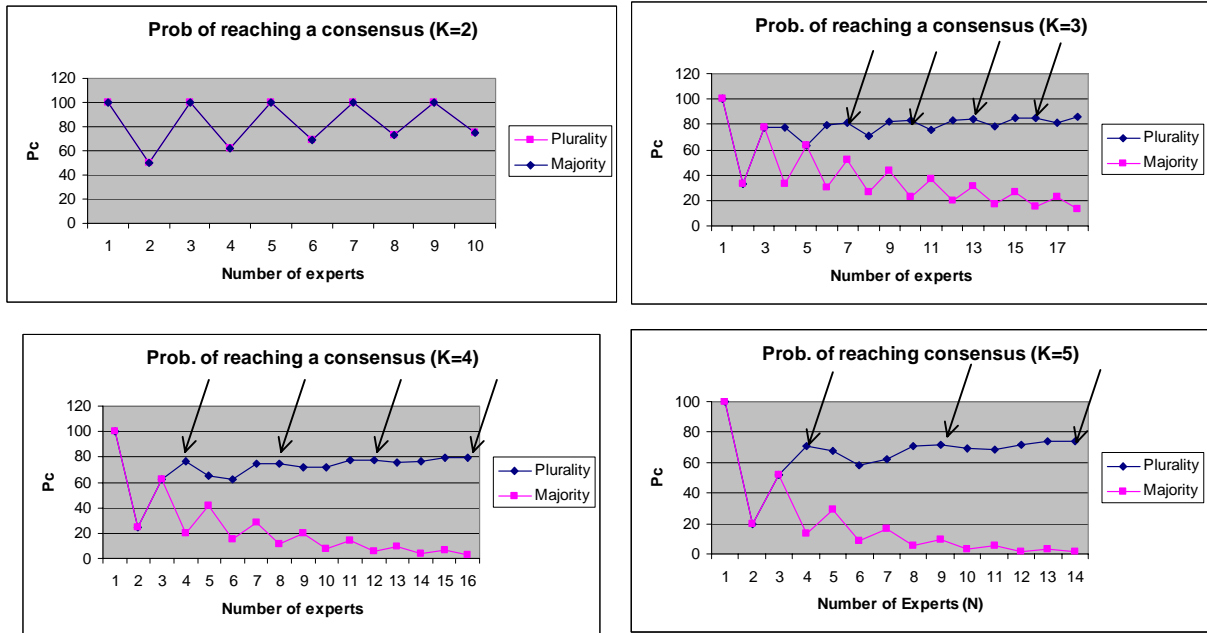 Prob of reaching a consensus (K=2)
120
100
80
60
40
20
0
Pc
1 2 3 4 5 6 7 8 9 10
Number of experts
Plurality
Majority
Prob. of reaching a consensus (K=3)
120
100
80
60
40
20
0
Pc
1 3 5 7 9 11 13 15 17
Number of experts
Plurality
Majority
Prob. of reaching a consensus (K=4)
120
100
80
60
40
20
0
Pc
1 2 3 4 5 6 7 8 9 10 11 12 13 14 15 16
Number of experts
Plurality
Majority
Prob. of reaching consensus (K=5)
100
80
60
40
20
0
Pc
1 2 3 4 5 6 7 8 9 10 11 12 13 14
Number of Experts (N)
Plurality
Majority